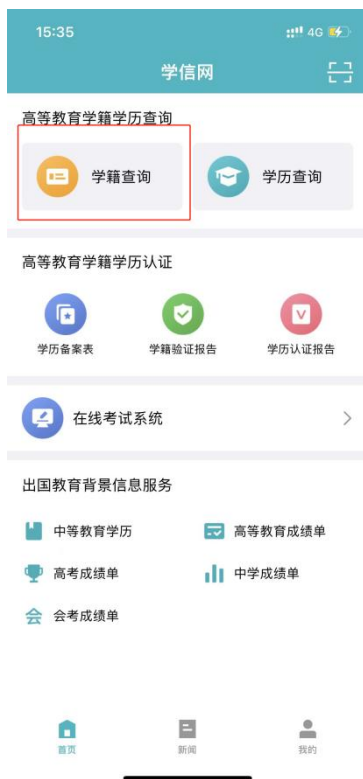 15:35 4G
学信网
高等教育学籍学历查询
学籍查询 学历查询
高等教育学籍学历认证
学历备案表 学籍验证报告 学历认证报告
在线考试系统
出国教育背景信息服务
中等教育学历 高等教育成绩单
高考成绩单 中学成绩单
会 会考成绩单
首页 新闻 我的